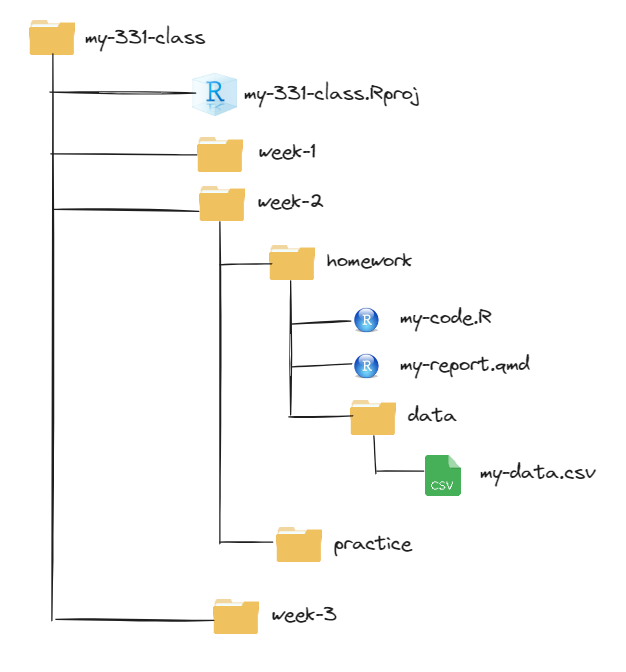 my-331-class
my-331-class.Rproj
week-1
week-2
homework
my-code.R
my-report.qmd
data
CSV
my-data.csv
practice
week-3